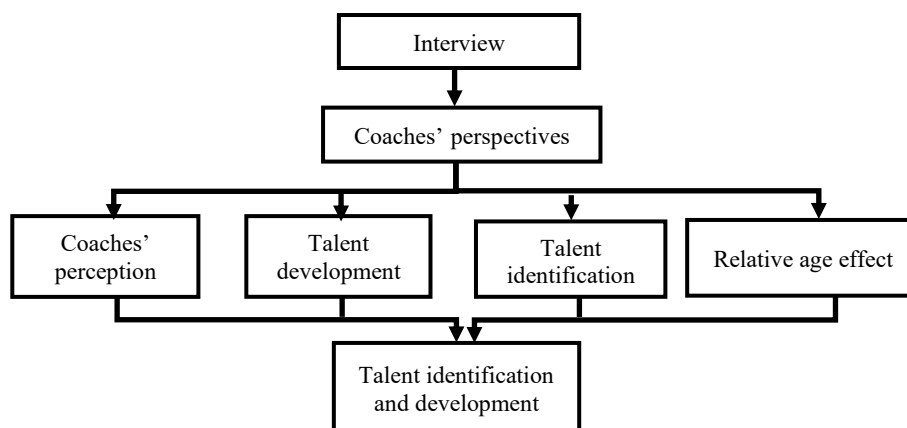 Interview
Coaches’ perspectives
Coaches’
perception
Talent
development
Talent
identification
Relative age effect
Talent identification
and development